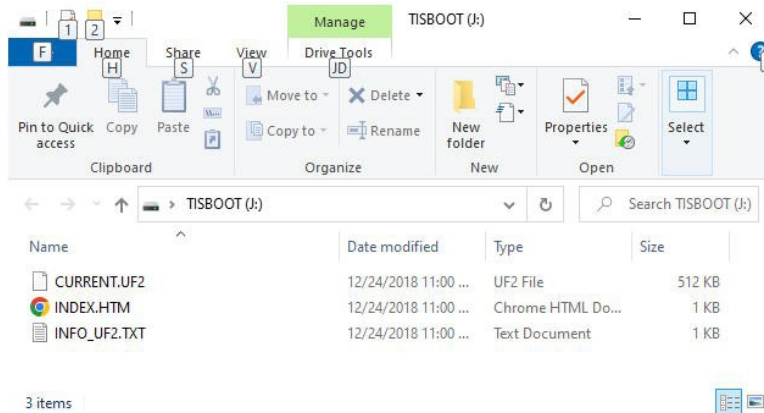 1 2 Manage TISBOOT (J:)
F Home Share View Drive Tools
H S V JD
Move to Delete
Copy to Rename
Pin to Quick access Copy Paste New folder Properties Select
Clipboard Organize New Open
TISBOOT (J:) Search TISBOOT (J:)
Name Date modified Type Size
CURRENT.UF2 12/24/2018 11:00 ... UF2 File 512 KB
INDEX.HTM 12/24/2018 11:00 ... Chrome HTML Do... 1 KB
INFO_UF2.TXT 12/24/2018 11:00 ... Text Document 1 KB
3 items